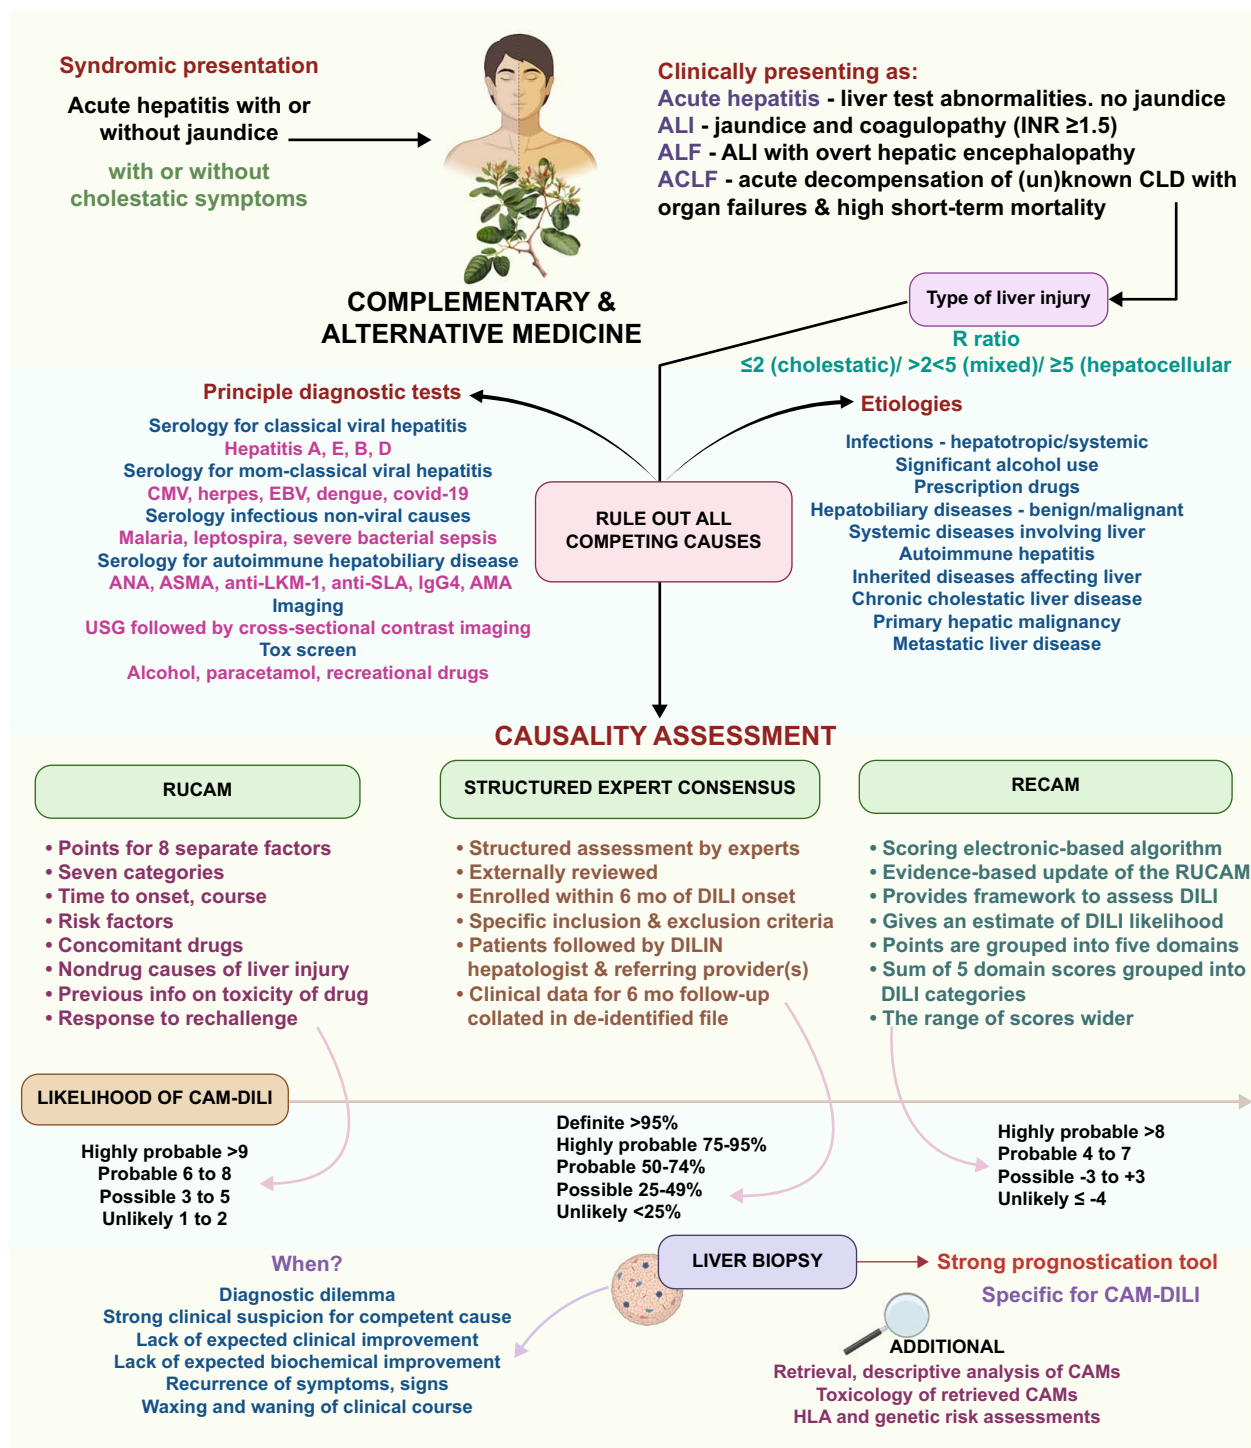 Syndromic presentation
Acute hepatitis with or
without jaundice
with or without
cholestatic symptoms
COMPLEMENTARY &
ALTERNATIVE MEDICINE
Clinically presenting as:
Acute hepatitis - liver test abnormalities. no jaundice
ALI - jaundice and coagulopathy (INR ≥1.5)
ALF - ALI with overt hepatic encephalopathy
ACLF - acute decompensation of (un)known CLD with
organ failures & high short-term mortality
Type of liver injury
R ratio
≤2 (cholestatic)/ >2<5 (mixed)/ ≥5 (hepatocellular
Principle diagnostic tests
Serology for classical viral hepatitis
Hepatitis A, E, B, D
Serology for mom-classical viral hepatitis
CMV, herpes, EBV, dengue, covid-19
Serology infectious non-viral causes
Malaria, leptospira, severe bacterial sepsis
Serology for autoimmune hepatobiliary disease
ANA, ASMA, anti-LKM-1, anti-SLA, IgG4, AMA
Imaging
USG followed by cross-sectional contrast imaging
Tox screen
Alcohol, paracetamol, recreational drugs
RULE OUT ALL
COMPETING CAUSES
Etiologies
Infections - hepatotropic/systemic
Significant alcohol use
Prescription drugs
Hepatobiliary diseases - benign/malignant
Systemic diseases involving liver
Autoimmune hepatitis
Inherited diseases affecting liver
Chronic cholestatic liver disease
Primary hepatic malignancy
Metastatic liver disease
CAUSALITY ASSESSMENT
RUCAM
• Points for 8 separate factors
• Seven categories
• Time to onset, course
• Risk factors
• Concomitant drugs
• Nondrug causes of liver injury
• Previous info on toxicity of drug
• Response to rechallenge
STRUCTURED EXPERT CONSENSUS
• Structured assessment by experts
• Externally reviewed
• Enrolled within 6 mo of DILI onset
• Specific inclusion & exclusion criteria
• Patients followed by DILIN
hepatologist & referring provider(s)
• Clinical data for 6 mo follow-up
collated in de-identified file
RECAM
• Scoring electronic-based algorithm
• Evidence-based update of the RUCAM
• Provides framework to assess DILI
• Gives an estimate of DILI likelihood
• Points are grouped into five domains
• Sum of 5 domain scores grouped into
DILI categories
• The range of scores wider
LIKELIHOOD OF CAM-DILI
Highly probable >9
Probable 6 to 8
Possible 3 to 5
Unlikely 1 to 2
Definite >95%
Highly probable 75-95%
Probable 50-74%
Possible 25-49%
Unlikely <25%
Highly probable >8
Probable 4 to 7
Possible -3 to +3
Unlikely ≤ -4
LIVER BIOPSY
When?
Diagnostic dilemma
Strong clinical suspicion for competent cause
Lack of expected clinical improvement
Lack of expected biochemical improvement
Recurrence of symptoms, signs
Waxing and waning of clinical course
Strong prognostication tool
Specific for CAM-DILI
ADDITIONAL
Retrieval, descriptive analysis of CAMs
Toxicology of retrieved CAMs
HLA and genetic risk assessments